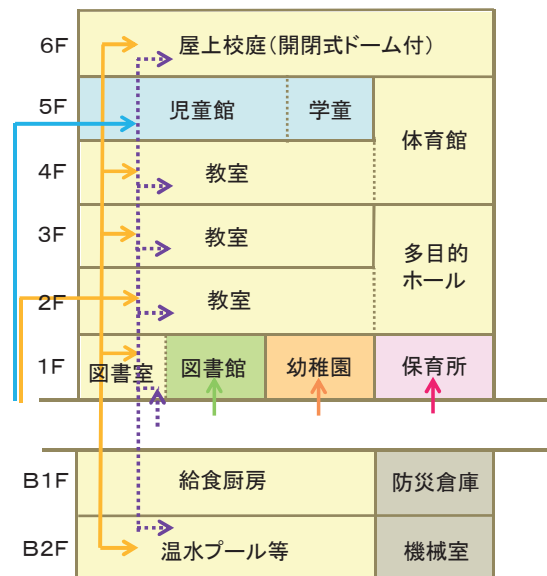 6F
屋上校庭(開閉式ドーム付)
5F
児童館
学童
体育館
4F
教室
3F
教室
多目的
ホール
2F
教室
1F
図書室
図書館
幼稚園
保育所
B1F
給食厨房
防災倉庫
B2F
温水プール等
機械室